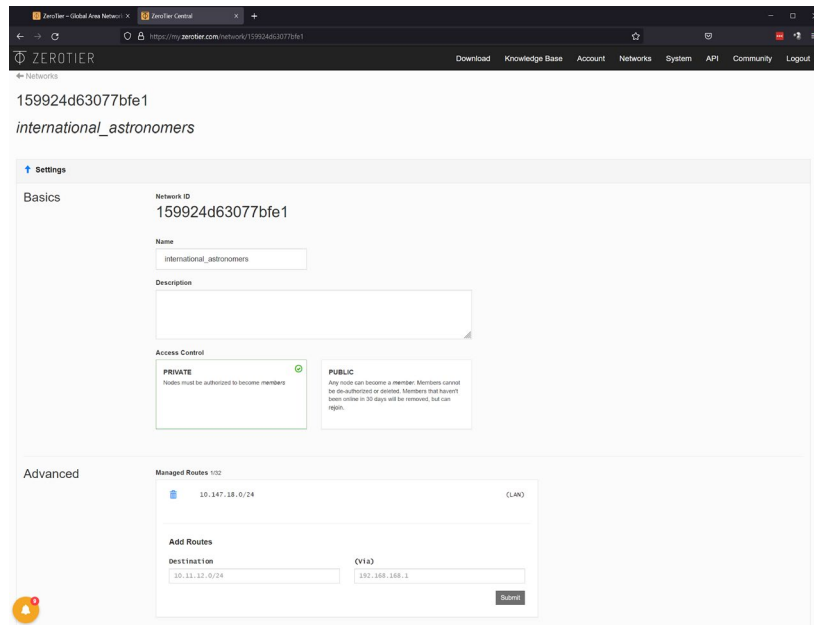 ZeroTier – Global Area Network
ZeroTier Central
https://my.zerotier.com/network/159924d63077bfe1
ZEROTIER
Download Knowledge Base Account Networks System API Community Logout
Networks
159924d63077bfe1
international_astronomers
Settings
Basics
Network ID
159924d63077bfe1
Name
international_astronomers
Description
Access Control
PRIVATE
Nodes must be authorized to become members
PUBLIC
Any node can become a member. Members cannot
be de-authorized or deleted. Members that haven't
been online in 30 days will be removed, but can
rejoin.
Advanced
Managed Routes 1/32
10.147.18.0/24 (LAN)
Add Routes
Destination (Via)
10.11.12.0/24 192.168.168.1
Submit